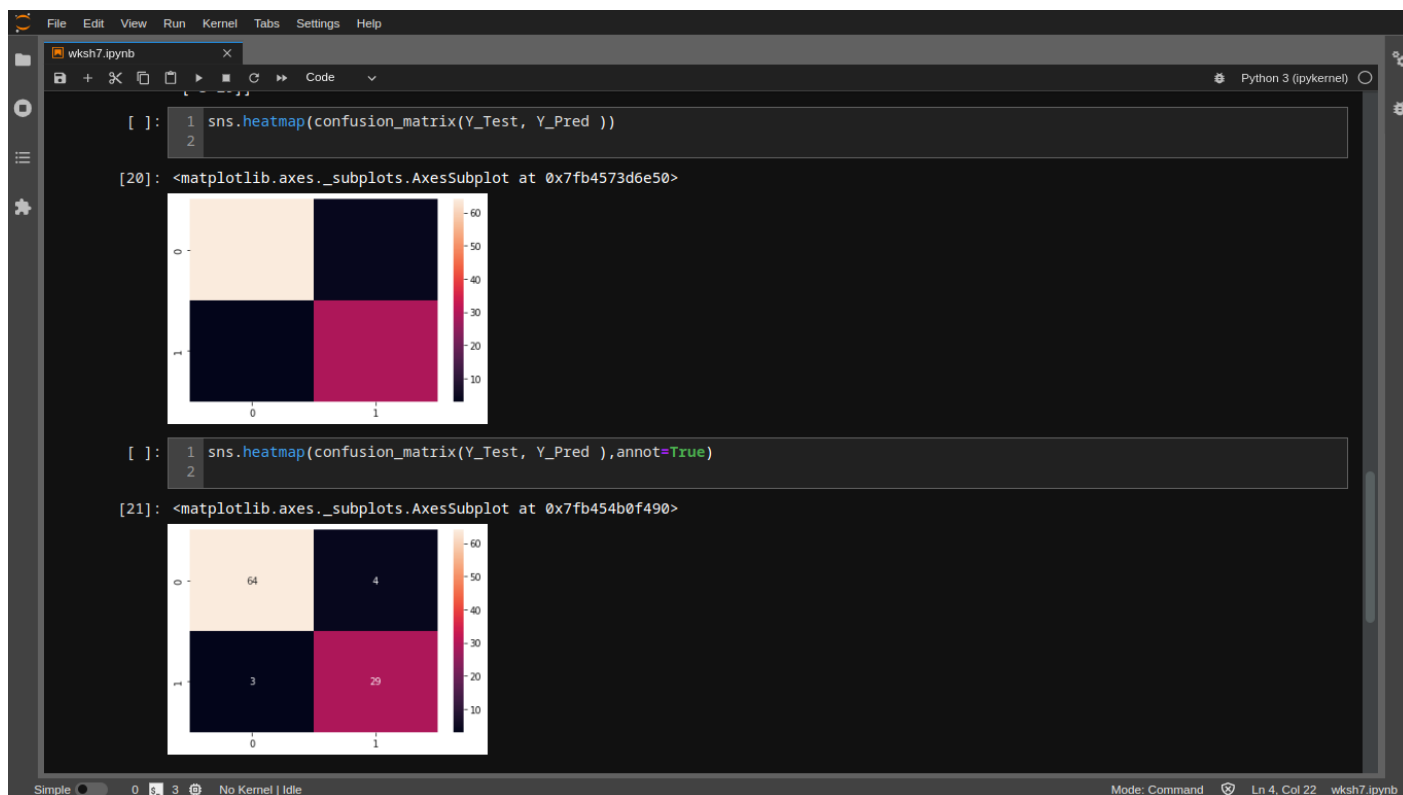 File Edit View Run Kernel Tabs Settings Help
wksh7.ipynb
Code
Python 3 (ipykernel)
[ ]:
1 sns.heatmap(confusion_matrix(Y_Test, Y_Pred ))
2
[20]: <matplotlib.axes._subplots.AxesSubplot at 0x7fb4573d6e50>
60
50
0
40
30
20
1
10
0 1
[ ]:
1 sns.heatmap(confusion_matrix(Y_Test, Y_Pred ),annot=True)
2
[21]: <matplotlib.axes._subplots.AxesSubplot at 0x7fb454b0f490>
60
50
0 64 4
40
30
20
1 3 29
10
0 1
Simple 0 $_ 3 No Kernel | Idle Mode: Command Ln 4, Col 22 wksh7.ipynb